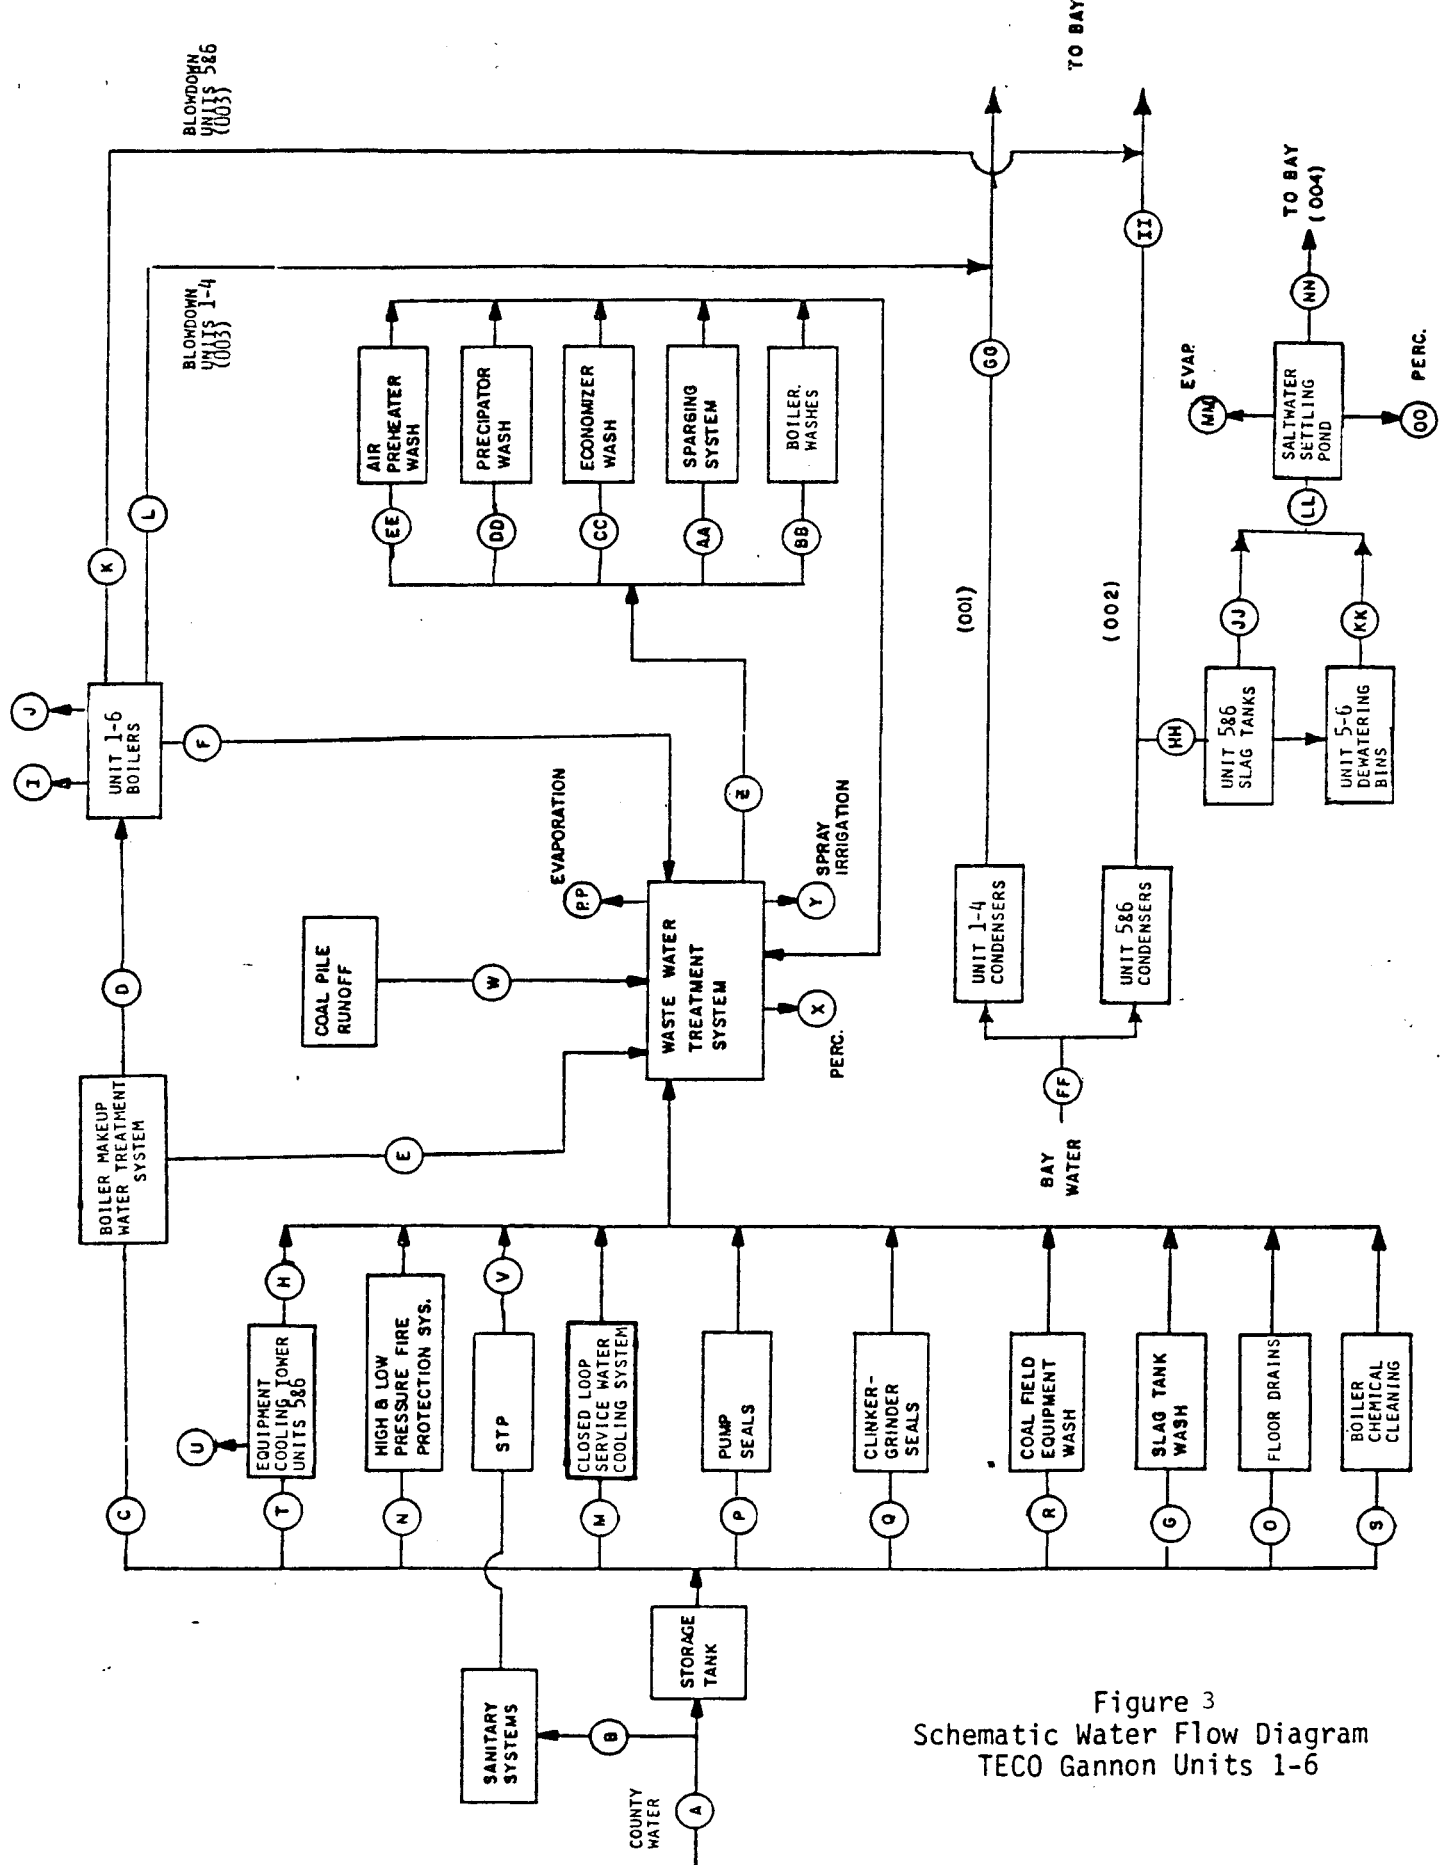 BLOWDOWN
UNITS 5&6
(003)
TO BAY
BLOWDOWN
UNITS 1-4
(003)
K
L
J
I
UNIT 1-6
BOILERS
F
D
BOILER MAKEUP
WATER TREATMENT
SYSTEM
E
C
AIR
PREHEATER
WASH
EE
PRECIPATOR
WASH
DD
ECONOMIZER
WASH
CC
SPARGING
SYSTEM
AA
BOILER.
WASHES
BB
COAL PILE
RUNOFF
W
EVAPORATION
P.P
WASTE WATER
TREATMENT
SYSTEM
Z
Y
SPRAY
IRRIGATION
X
PERC.
GG
(001)
UNIT 1-4
CONDENSERS
II
(002)
UNIT 5&6
CONDENSERS
FF
BAY
WATER
HH
UNIT 5&6
SLAG TANKS
JJ
UNIT 5-6
DEWATERING
BINS
KK
LL
SALTWATER
SETTLING
POND
EVAP.
MM
NN
TO BAY
(004)
OO
PERC.
U
T
EQUIPMENT
COOLING TOWER
UNITS 5&6
H
N
HIGH & LOW
PRESSURE FIRE
PROTECTION SYS.
STP
V
M
CLOSED LOOP
SERVICE WATER
COOLING SYSTEM
P
PUMP
SEALS
Q
CLINKER-
GRINDER
SEALS
R
COAL FIELD
EQUIPMENT
WASH
G
SLAG TANK
WASH
O
FLOOR DRAINS
S
BOILER
CHEMICAL
CLEANING
SANITARY
SYSTEMS
B
STORAGE
TANK
COUNTY
WATER
A
Figure 3
Schematic Water Flow Diagram
TECO Gannon Units 1-6